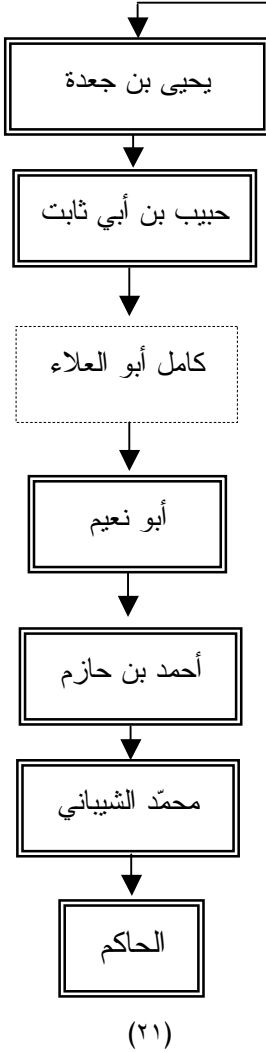 يحيى بن جعدة
حبيب بن أبي ثابت
كامل أبو العلاء
أبو نعيم
أحمد بن حازم
محمّد الشيباني
الحاكم
(٢١)